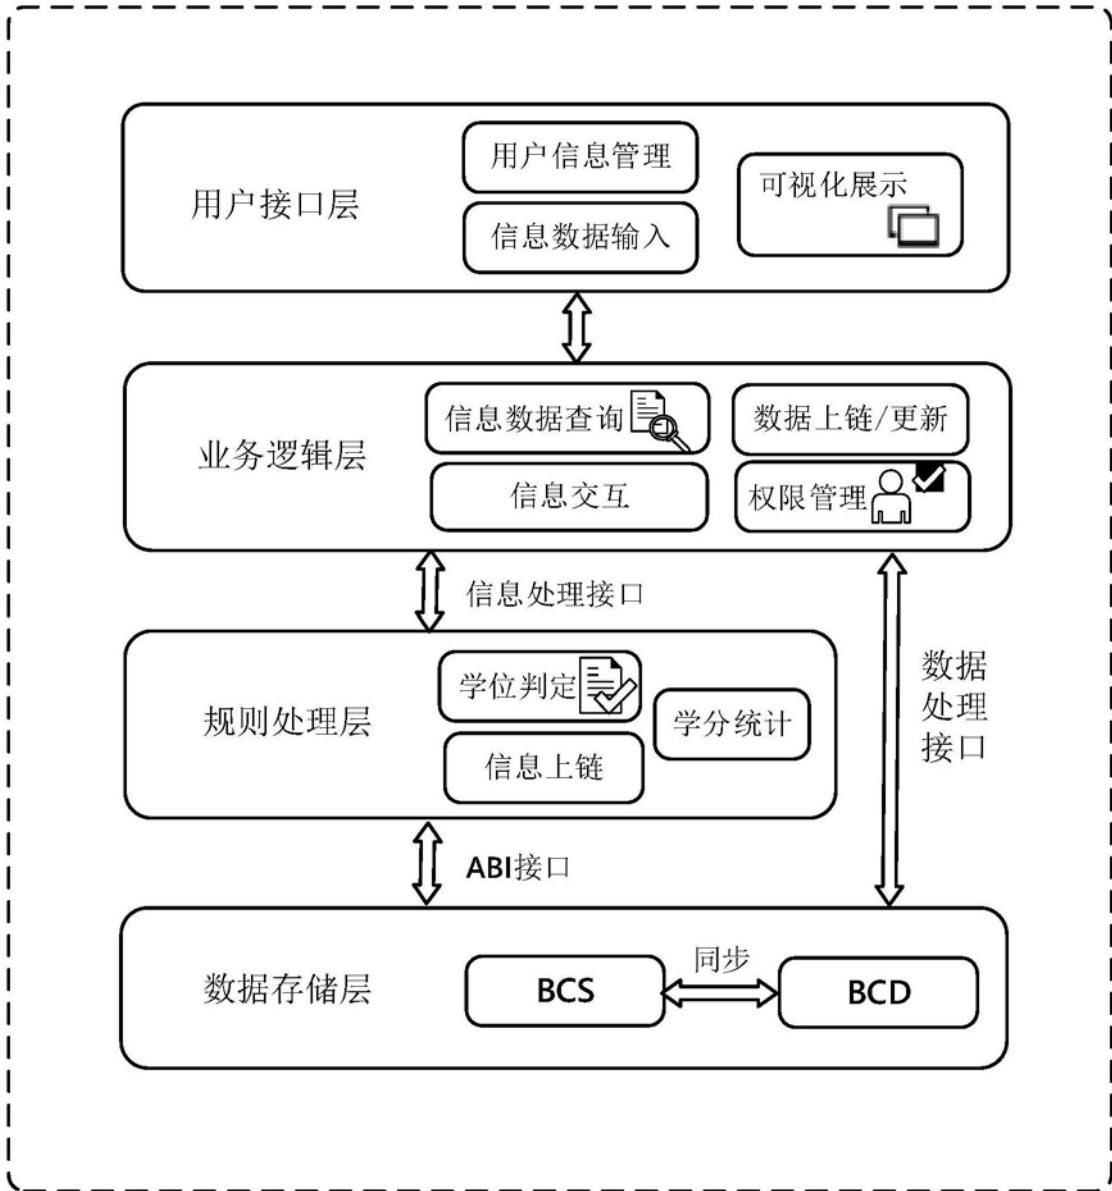 用户接口层
用户信息管理
信息数据输入
可视化展示
业务逻辑层
信息数据查询
数据上链/更新
信息交互
权限管理
信息处理接口
数据
处理
接口
规则处理层
学位判定
学分统计
信息上链
ABI接口
数据存储层
BCS
同步
BCD